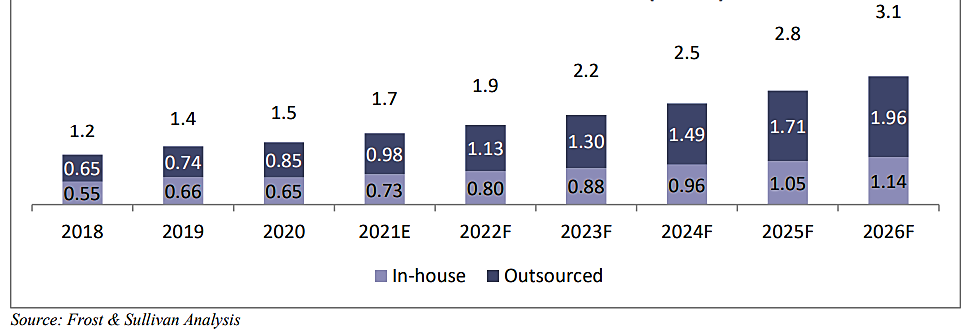 3.1
2.8
2.5
2.2
1.9
1.7
1.5
1.4
1.2
0.65 0.74 0.85 0.98 1.13 1.30 1.49 1.71 1.96
0.55 0.66 0.65 0.73 0.80 0.88 0.96 1.05 1.14
2018 2019 2020 2021E 2022F 2023F 2024F 2025F 2026F
In-house Outsourced
Source: Frost & Sullivan Analysis